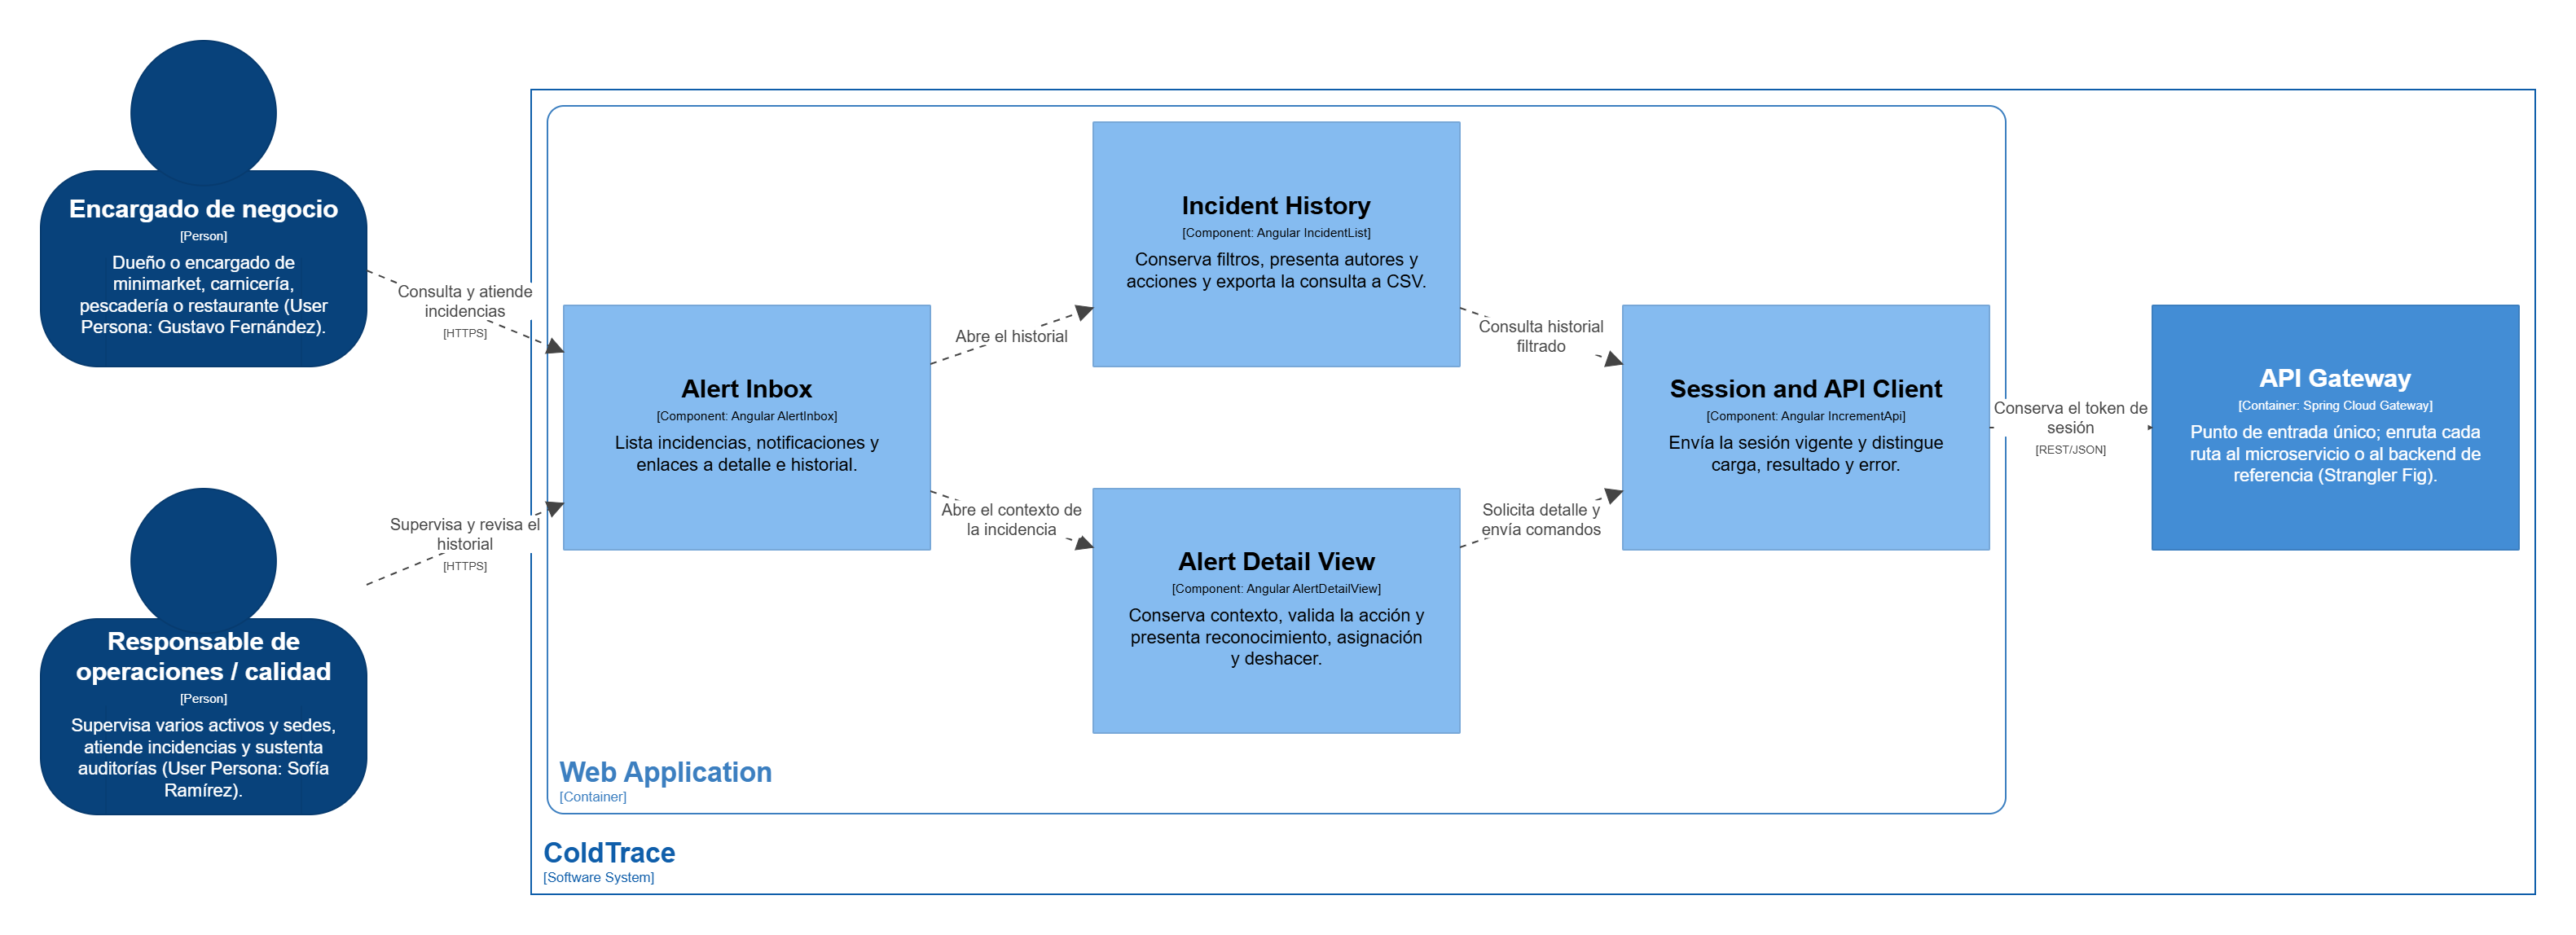 Encargado de negocio
[Person]
Dueño o encargado de
minimarket, carnicería,
pescadería o restaurante (User
Persona: Gustavo Fernández).
Consulta y atiende
incidencias
[HTTPS]
Responsable de
operaciones / calidad
[Person]
Supervisa varios activos y sedes,
atiende incidencias y sustenta
auditorías (User Persona: Sofía
Ramírez).
Supervisa y revisa el
historial
[HTTPS]
Alert Inbox
[Component: Angular AlertInbox]
Lista incidencias, notificaciones y
enlaces a detalle e historial.
Abre el historial
Abre el contexto de
la incidencia
Incident History
[Component: Angular IncidentList]
Conserva filtros, presenta autores y
acciones y exporta la consulta a CSV.
Alert Detail View
[Component: Angular AlertDetailView]
Conserva contexto, valida la acción y
presenta reconocimiento, asignación
y deshacer.
Consulta historial
filtrado
Solicita detalle y
envía comandos
Session and API Client
[Component: Angular IncrementApi]
Envía la sesión vigente y distingue
carga, resultado y error.
Conserva el token de
sesión
[REST/JSON]
API Gateway
[Container: Spring Cloud Gateway]
Punto de entrada único; enruta cada
ruta al microservicio o al backend de
referencia (Strangler Fig).
Web Application
[Container]
ColdTrace
[Software System]